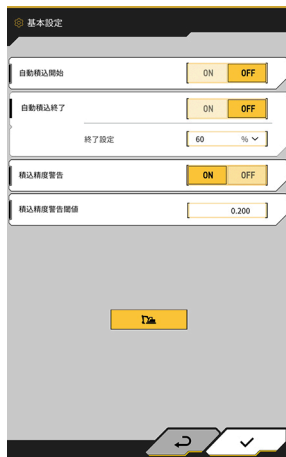 基本設定
自動積込開始 ON OFF
自動積込終了 ON OFF
終了設定 60 %
積込精度警告 ON OFF
積込精度警告閾値 0.200